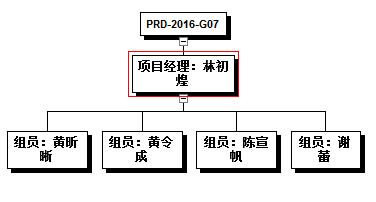 PRD-2016-G07
项目经理：林初
煌
组员：黄昕
晰
组员：黄令
成
组员：陈宣
帆
组员：谢
蕾